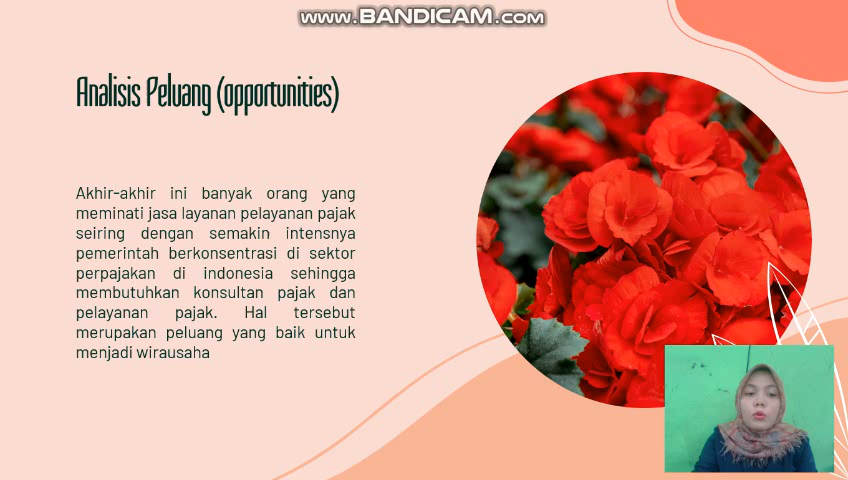 www.BANDICAM.com
Analisis Peluang (opportunities)
Akhir-akhir ini banyak orang yang
meminati jasa layanan pelayanan pajak
seiring dengan semakin intensnya
pemerintah berkonsentrasi di sektor
perpajakan di indonesia sehingga
membutuhkan konsultan pajak dan
pelayanan pajak. Hal tersebut
merupakan peluang yang baik untuk
menjadi wirausaha